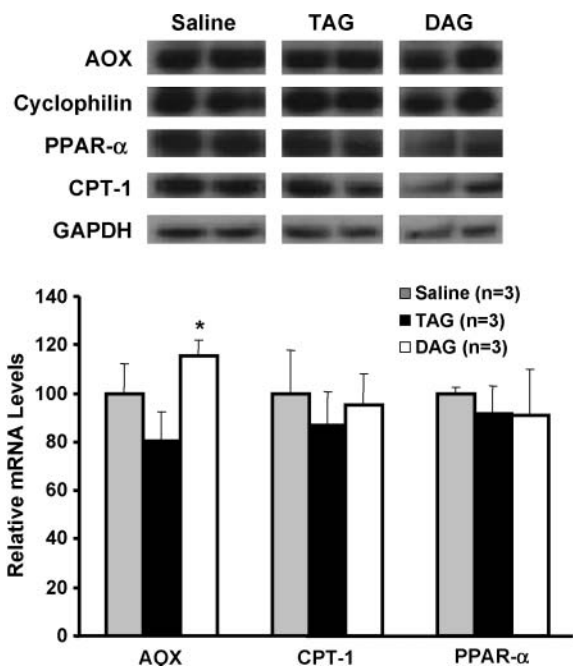 Saline TAG DAG
AOX
Cyclophilin
PPAR-α
CPT-1
GAPDH
Relative mRNA Levels
140
120
100
80
60
40
20
0
Saline (n=3)
TAG (n=3)
DAG (n=3)
*
AOX CPT-1 PPAR-α